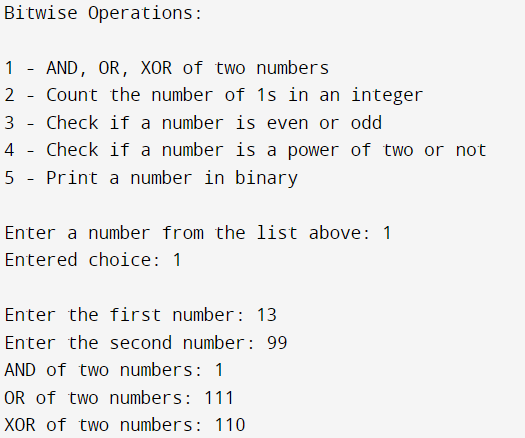 Bitwise Operations:
1 - AND, OR, XOR of two numbers
2 - Count the number of 1s in an integer
3 - Check if a number is even or odd
4 - Check if a number is a power of two or not
5 - Print a number in binary
Enter a number from the list above: 1
Entered choice: 1
Enter the first number: 13
Enter the second number: 99
AND of two numbers: 1
OR of two numbers: 111
XOR of two numbers: 110